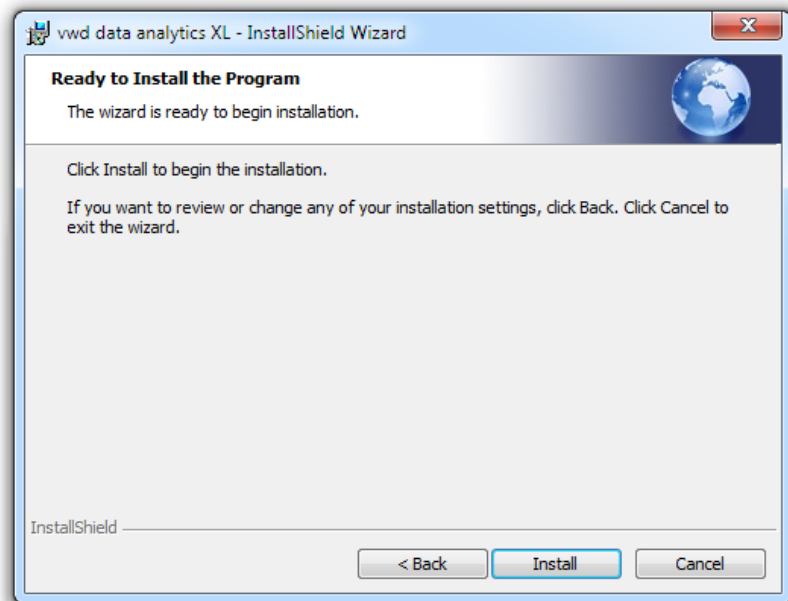 vwd data analytics XL - InstallShield Wizard
Ready to Install the Program
The wizard is ready to begin installation.
Click Install to begin the installation.
If you want to review or change any of your installation settings, click Back. Click Cancel to
exit the wizard.
InstallShield
< Back
Install
Cancel